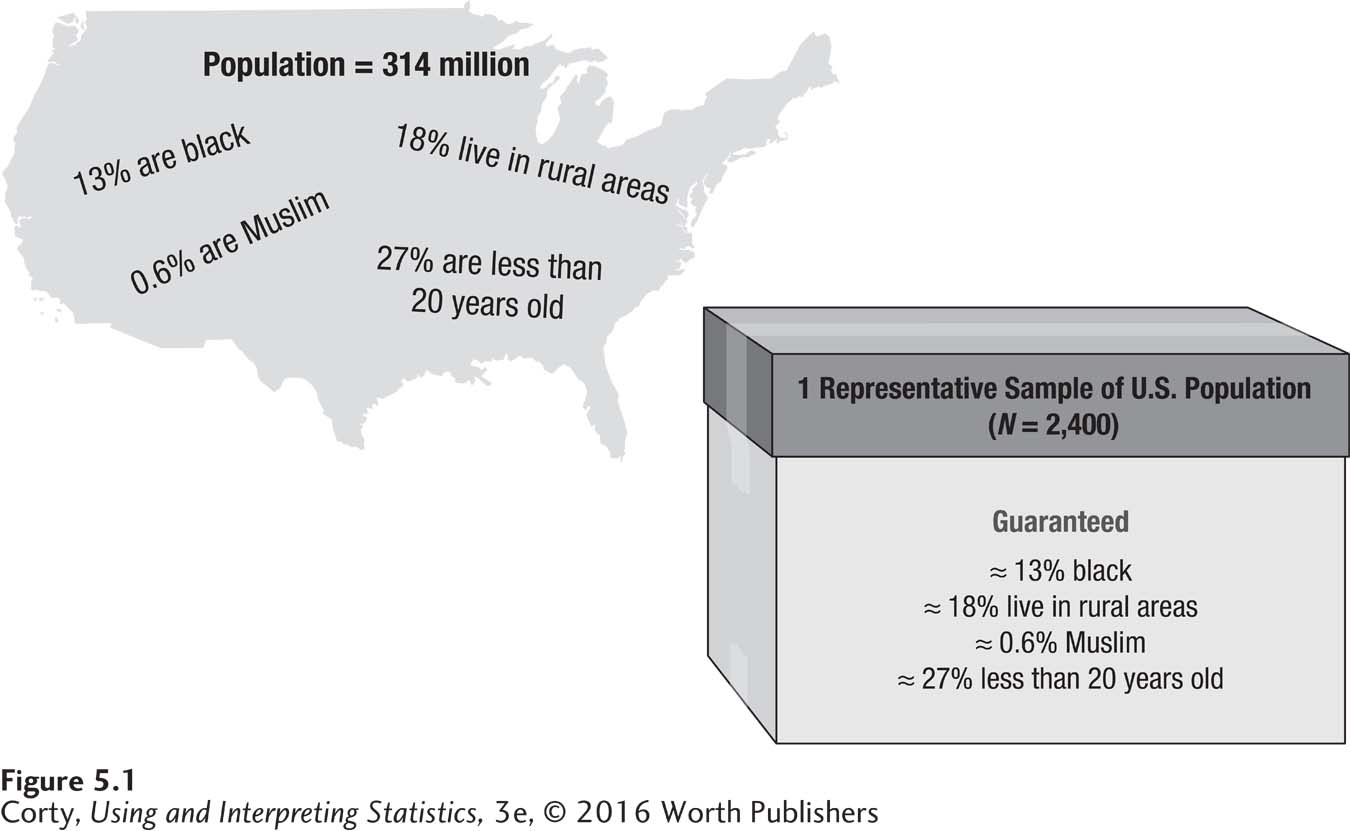 Population = 314 million
13% are black
18% live in rural areas
0.6% are Muslim
27% are less than
20 years old
1 Representative Sample of U.S. Population
(N = 2,400)
Guaranteed
≈ 13% black
≈ 18% live in rural areas
≈ 0.6% Muslim
≈ 27% less than 20 years old
Figure 5.1
Corty, Using and Interpreting Statistics, 3e, © 2016 Worth Publishers